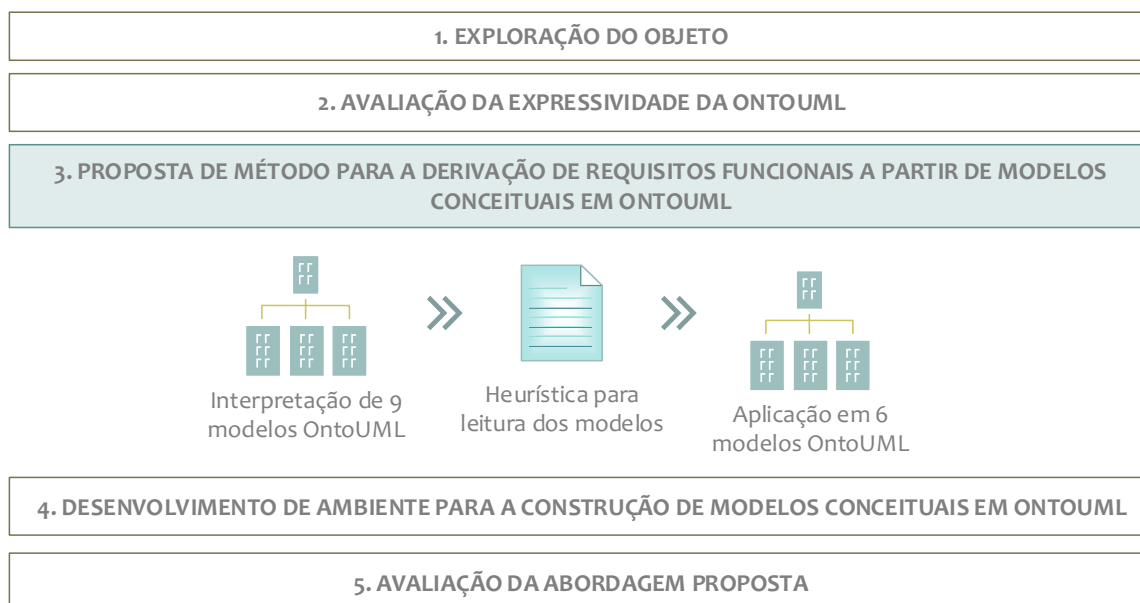 1. EXPLORAÇÃO DO OBJETO
2. AVALIAÇÃO DA EXPRESSIVIDADE DA ONTOUML
3. PROPOSTA DE MÉTODO PARA A DERIVAÇÃO DE REQUISITOS FUNCIONAIS A PARTIR DE MODELOS
CONCEITUAIS EM ONTOUML
Interpretação de 9
modelos OntoUML
Heurística para
leitura dos modelos
Aplicação em 6
modelos OntoUML
4. DESENVOLVIMENTO DE AMBIENTE PARA A CONSTRUÇÃO DE MODELOS CONCEITUAIS EM ONTOUML
5. AVALIAÇÃO DA ABORDAGEM PROPOSTA